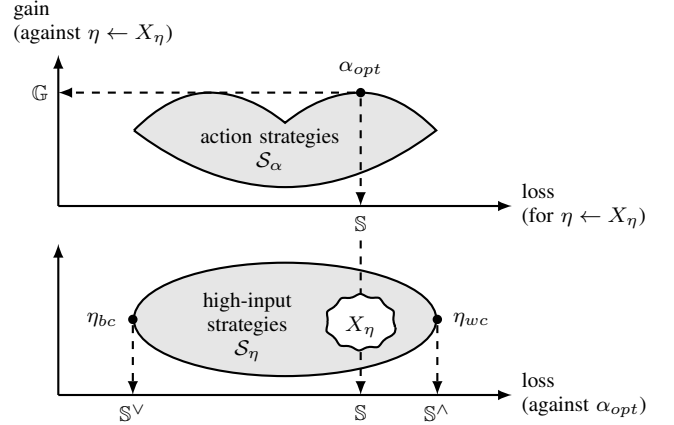 gain
(against η ← X_η)
α_opt
𝔾
action strategies
𝒮_α
loss
(for η ← X_η)
𝕊
high-input
strategies
𝒮_η
η_bc
X_η
η_wc
loss
(against α_opt)
𝕊^∨
𝕊
𝕊^∧